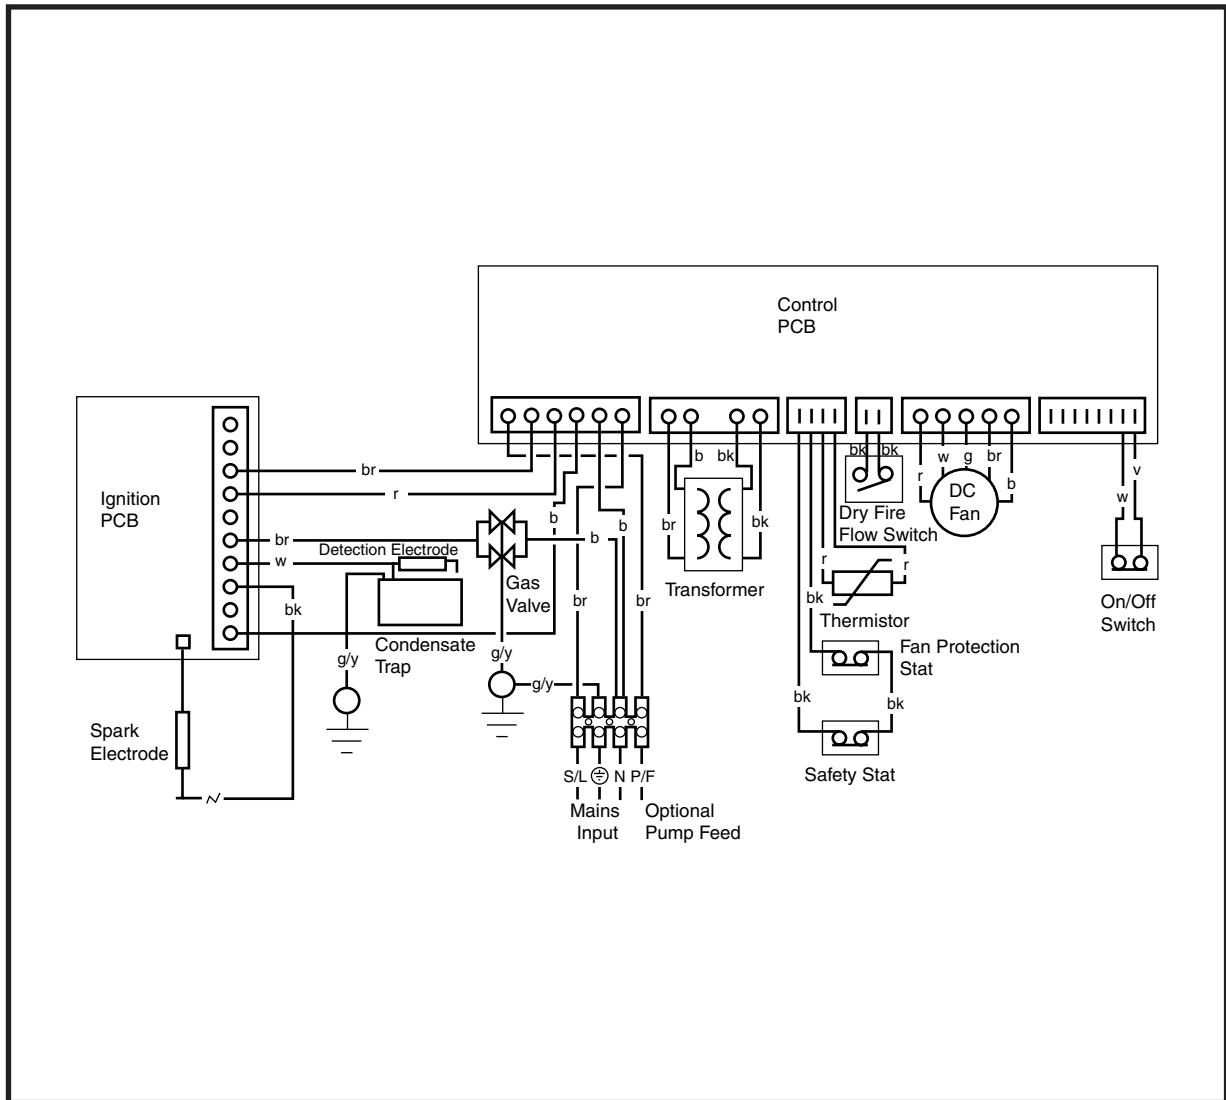 Control
PCB
Ignition
PCB
br
r
br
Detection Electrode
w
bk
b
b
b
Gas
Valve
br
br
Condensate
Trap
g/y
g/y
g/y
Spark
Electrode
S/L
N
P/F
Mains
Input
Optional
Pump Feed
b
bk
br
bk
Transformer
bk
bk
Dry Fire
Flow Switch
r
w
g
br
b
DC
Fan
r
r
Thermistor
bk
Fan Protection
Stat
bk
bk
Safety Stat
w
v
On/Off
Switch